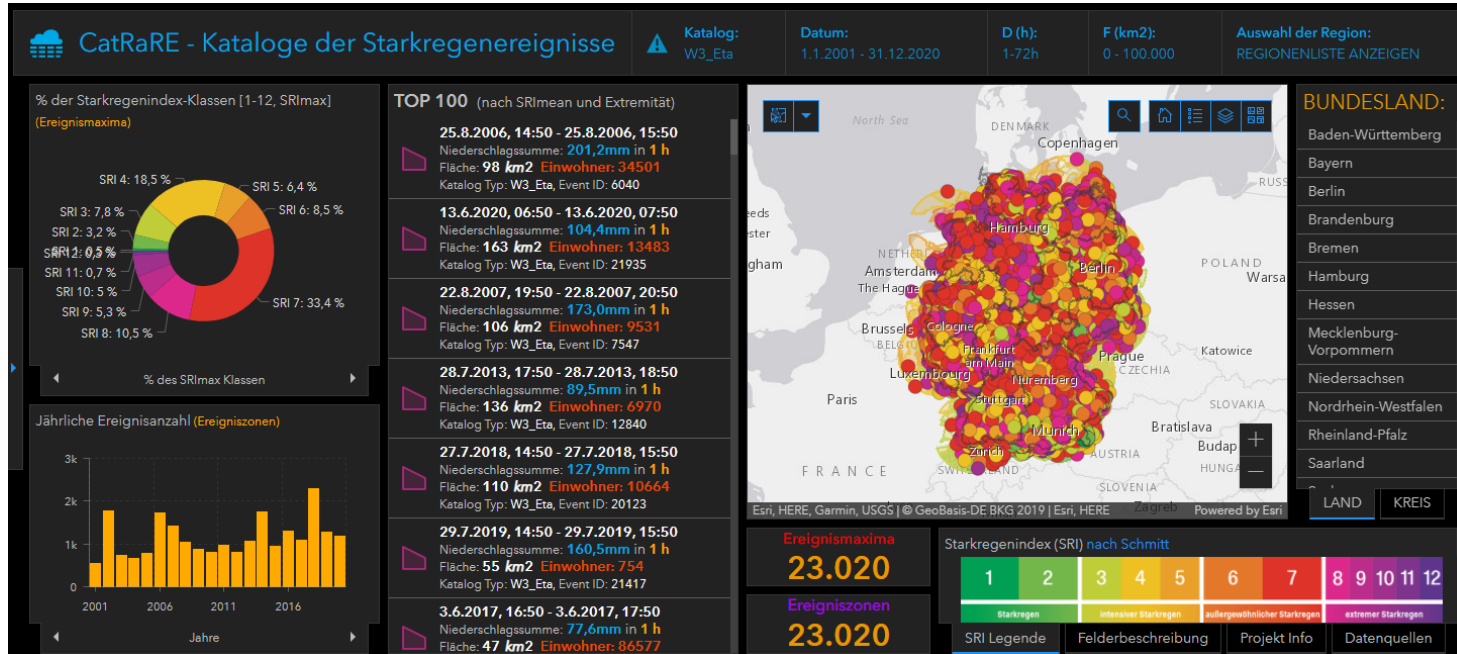 CatRaRE - Kataloge der Starkregenereignisse
Katalog:
W3_Eta
Datum:
1.1.2001 - 31.12.2020
D (h):
1-72h
F (km2):
0 - 100.000
Auswahl der Region:
REGIONENLISTE ANZEIGEN
% der Starkregenindex-Klassen [1-12, SRImax]
(Ereignismaxima)
SRI 4: 18,5 %
SRI 5: 6,4 %
SRI 3: 7,8 %
SRI 6: 8,5 %
SRI 2: 3,2 %
SRI 11: 0,7 %
SRI 10: 5 %
SRI 9: 5,3 %
SRI 7: 33,4 %
SRI 8: 10,5 %
% des SRImax Klassen
Jährliche Ereignisanzahl (Ereigniszonen)
3k
2k
1k
0
2001
2006
2011
2016
Jahre
TOP 100 (nach SRImean und Extremität)
25.8.2006, 14:50 - 25.8.2006, 15:50
Niederschlagssumme: 201,2mm in 1 h
Fläche: 98 km2 Einwohner: 34501
Katalog Typ: W3_Eta, Event ID: 6040
13.6.2020, 06:50 - 13.6.2020, 07:50
Niederschlagssumme: 104,4mm in 1 h
Fläche: 163 km2 Einwohner: 13483
Katalog Typ: W3_Eta, Event ID: 21935
22.8.2007, 19:50 - 22.8.2007, 20:50
Niederschlagssumme: 173,0mm in 1 h
Fläche: 106 km2 Einwohner: 9531
Katalog Typ: W3_Eta, Event ID: 7547
28.7.2013, 17:50 - 28.7.2013, 18:50
Niederschlagssumme: 89,5mm in 1 h
Fläche: 136 km2 Einwohner: 6970
Katalog Typ: W3_Eta, Event ID: 12840
27.7.2018, 14:50 - 27.7.2018, 15:50
Niederschlagssumme: 127,9mm in 1 h
Fläche: 110 km2 Einwohner: 10664
Katalog Typ: W3_Eta, Event ID: 20123
29.7.2019, 14:50 - 29.7.2019, 15:50
Niederschlagssumme: 160,5mm in 1 h
Fläche: 55 km2 Einwohner: 754
Katalog Typ: W3_Eta, Event ID: 21417
3.6.2017, 16:50 - 3.6.2017, 17:50
Niederschlagssumme: 77,6mm in 1 h
Fläche: 47 km2 Einwohner: 86577
North Sea
DENMARK
Copenhagen
RUSS
eeds
ster
Hamburg
gham
NETHER
Amsterdam
Berlin
POLAND
Warsa
The Hague
Brussels
Cologne
BELG
Frankfurt
am Main
Prague
Katowice
Luxembourg
CZECHIA
Nuremberg
Paris
Stuttgart
SLOVAKIA
Munich
Bratislava
Budap
Zürich
AUSTRIA
HUNGA
FRANCE
SWITZERLAND
SLOVENIA
Zagreb
Esri, HERE, Garmin, USGS | © GeoBasis-DE BKG 2019 | Esri, HERE
Powered by Esri
BUNDESLAND:
Baden-Württemberg
Bayern
Berlin
Brandenburg
Bremen
Hamburg
Hessen
Mecklenburg-
Vorpommern
Niedersachsen
Nordrhein-Westfalen
Rheinland-Pfalz
Saarland
LAND
KREIS
Ereignismaxima
23.020
Ereigniszonen
23.020
Starkregenindex (SRI) nach Schmitt
1 2 3 4 5 6 7 8 9 10 11 12
Starkregen
intensiver Starkregen
außergewöhnlicher Starkregen
extremer Starkregen
SRI Legende
Felderbeschreibung
Projekt Info
Datenquellen